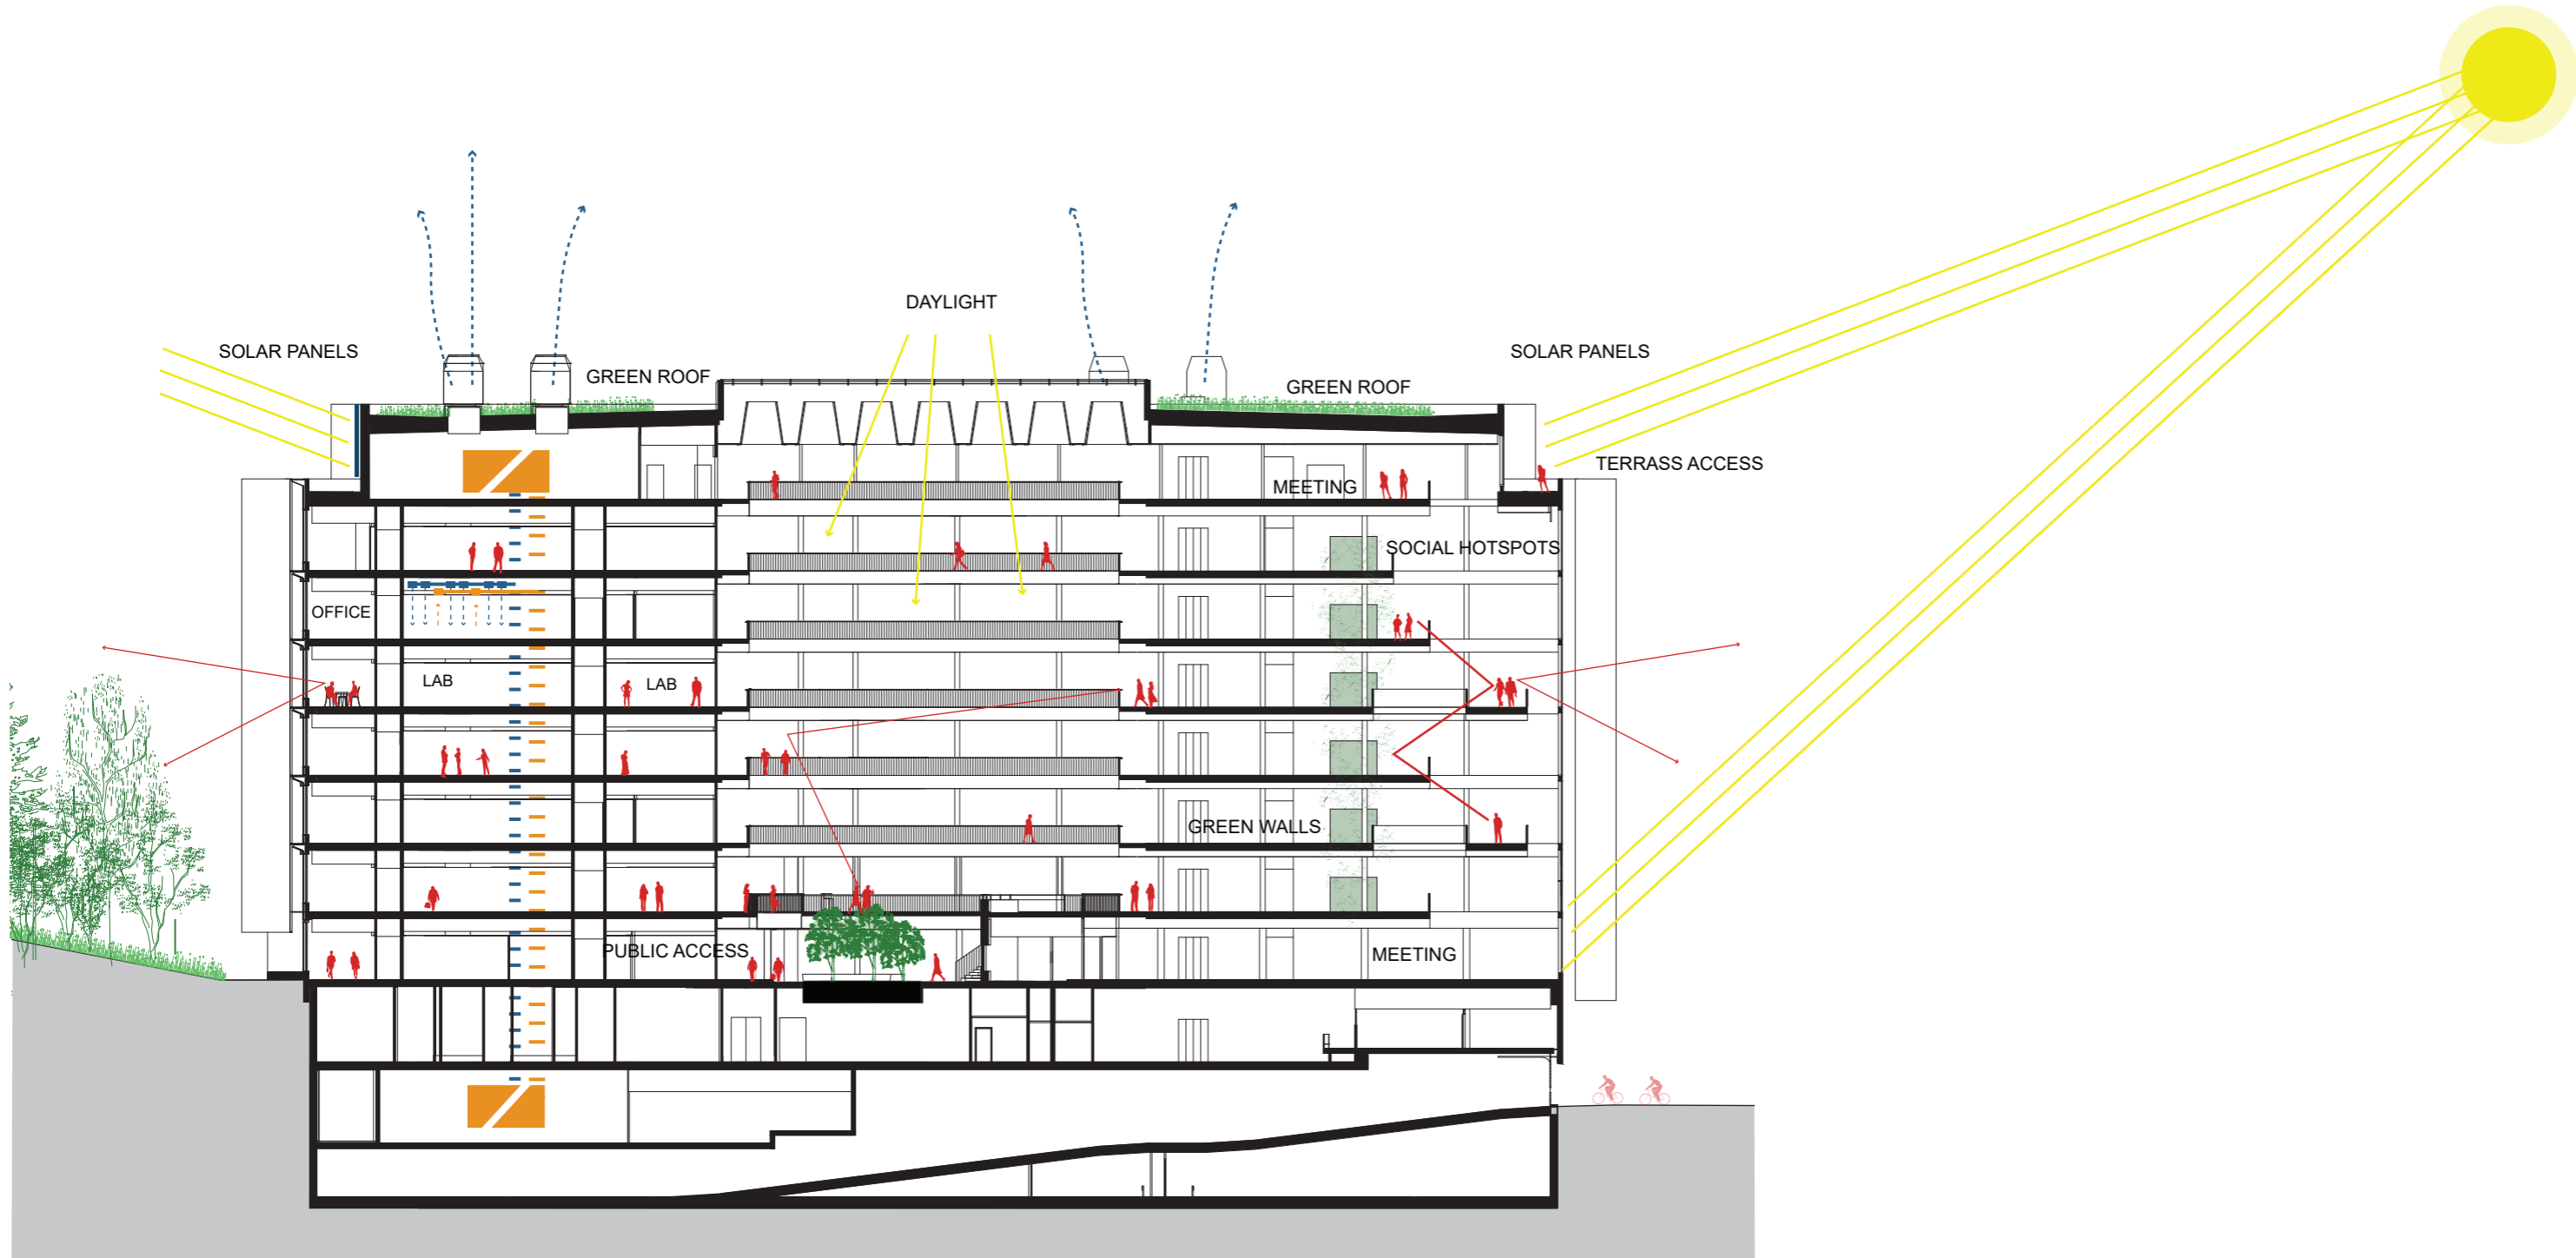 DAYLIGHT
SOLAR PANELS
SOLAR PANELS
GREEN ROOF
GREEN ROOF
TERRASS ACCESS
MEETING
SOCIAL HOTSPOTS
OFFICE
LAB
LAB
GREEN WALLS
PUBLIC ACCESS
MEETING